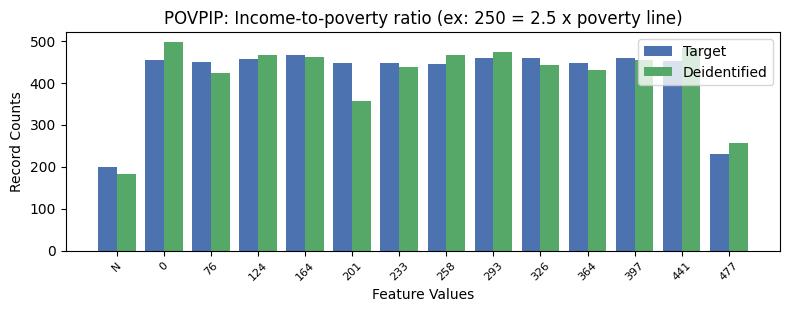 POVPIP: Income-to-poverty ratio (ex: 250 = 2.5 x poverty line)
Target
Deidentified
Record Counts
500
400
300
200
100
0
N 0 76 124 164 201 233 258 293 326 364 397 441 477
Feature Values